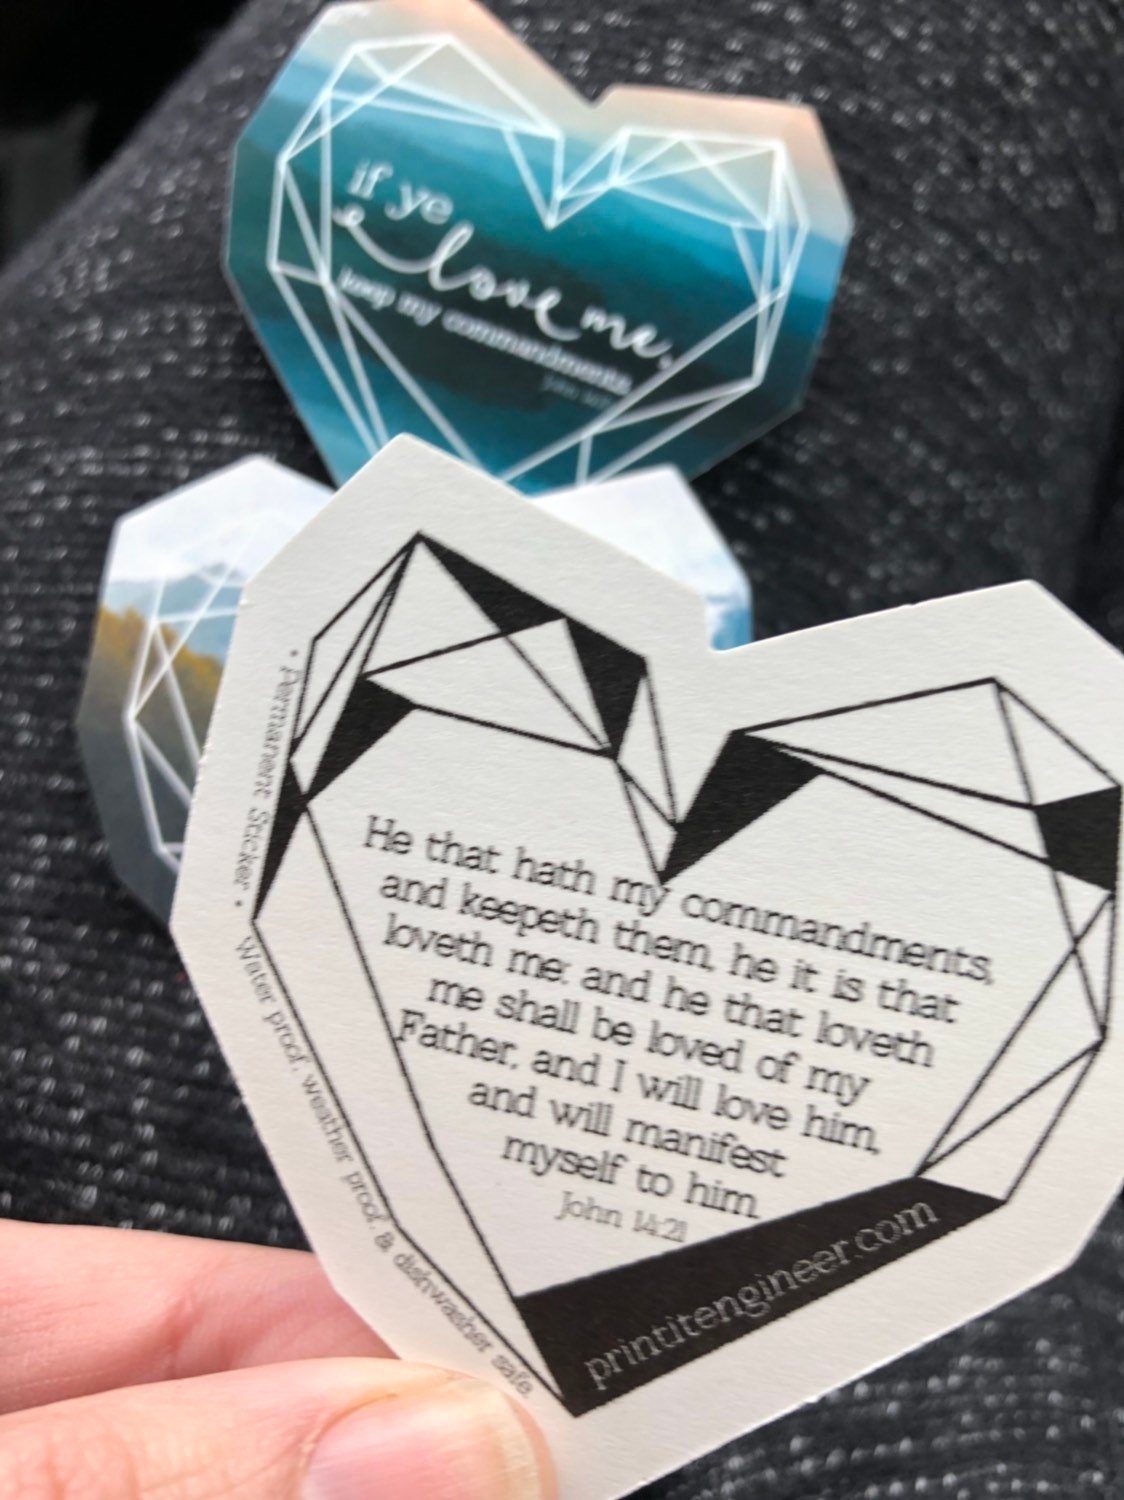 if ye
love me,
keep my commandments
• Permanent Sticker •
Water proof, weather proof, & dishwasher safe.
He that hath my commandments,
and keepeth them, he it is that
loveth me: and he that loveth
me shall be loved of my
Father, and I will love him,
and will manifest
myself to him.
John 14:21
printitengineer.com